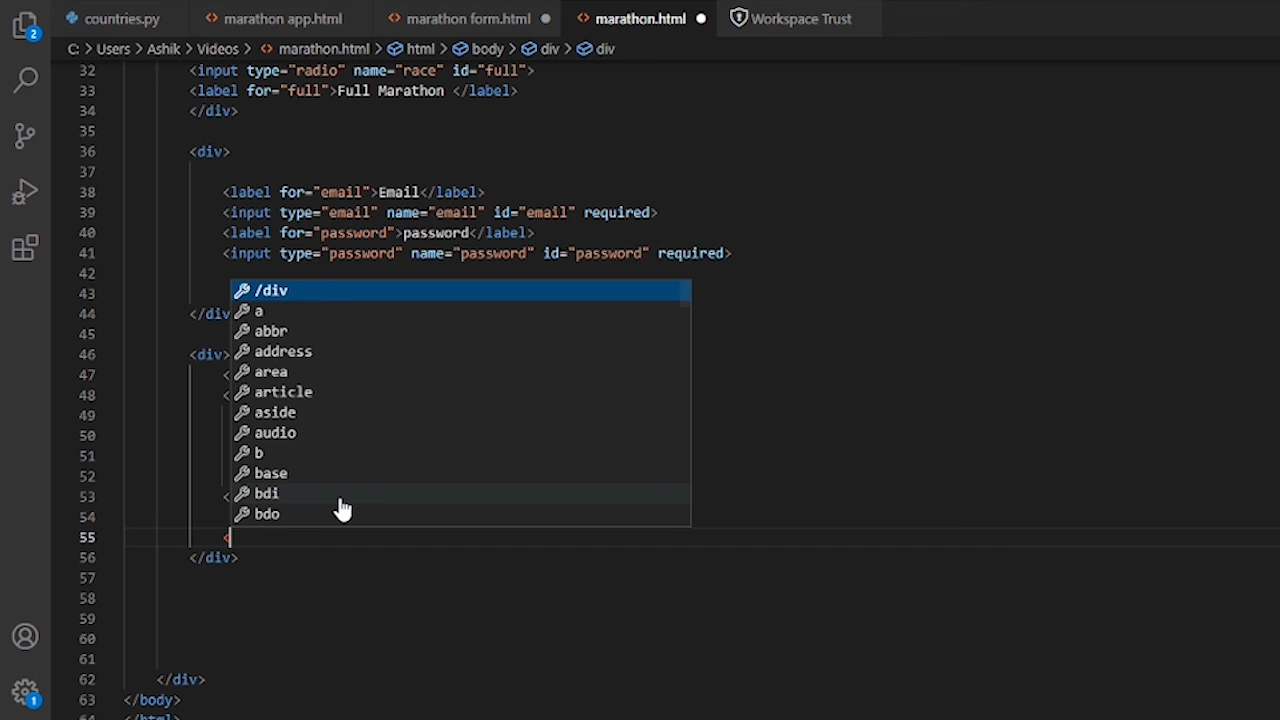 countries.py marathon app.html marathon form.html marathon.html Workspace Trust
2
C: > Users > Ashik > Videos > marathon.html > html > body > div > div
32 <input type="radio" name="race" id="full">
33 <label for="full">Full Marathon </label>
34 </div>
35
36 <div>
37
38 <label for="email">Email</label>
39 <input type="email" name="email" id="email" required>
40 <label for="password">password</label>
41 <input type="password" name="password" id="password" required>
42
43 /div
44 </div
a
abbr
45
46 <div>
address
47 <
area
48 <
article
49
aside
50
audio
51
b
52
base
53 <
bdi
54
bdo
55 <
56 </div>
57
58
59
60
61
62 </div>
63 </body>
1
64 </html>